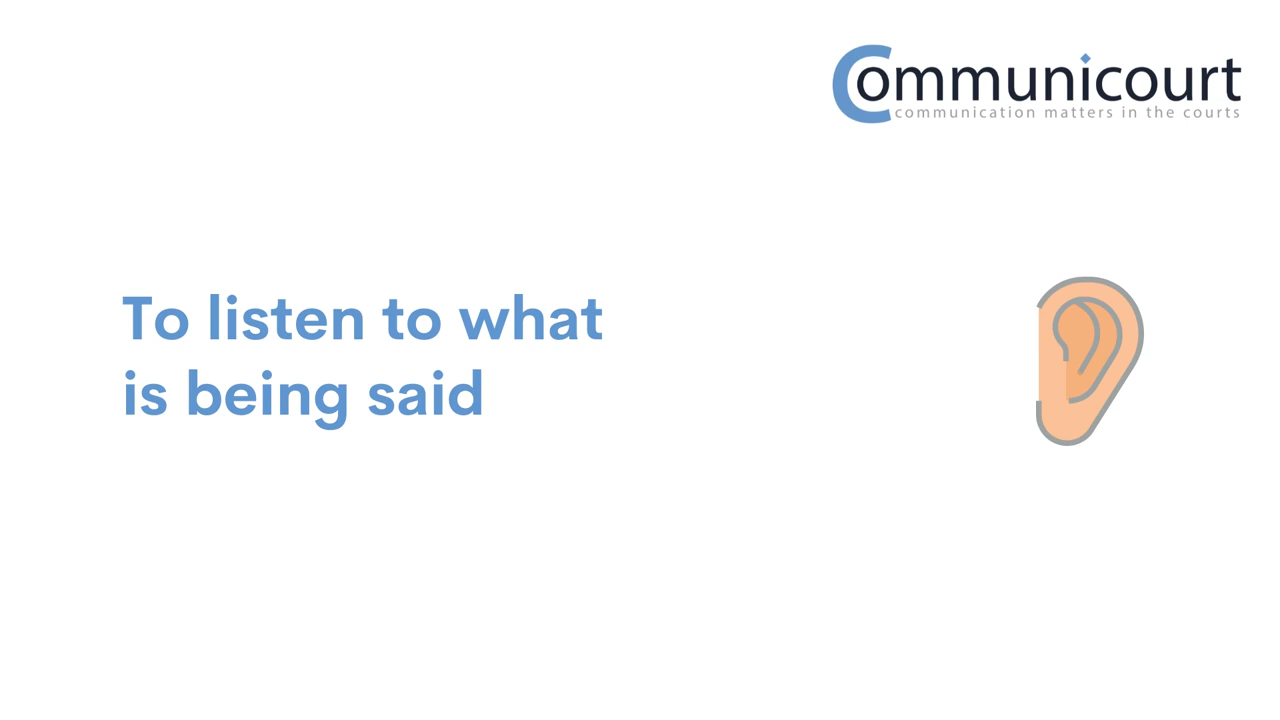 Communicourt
communication matters in the courts
To listen to what
is being said